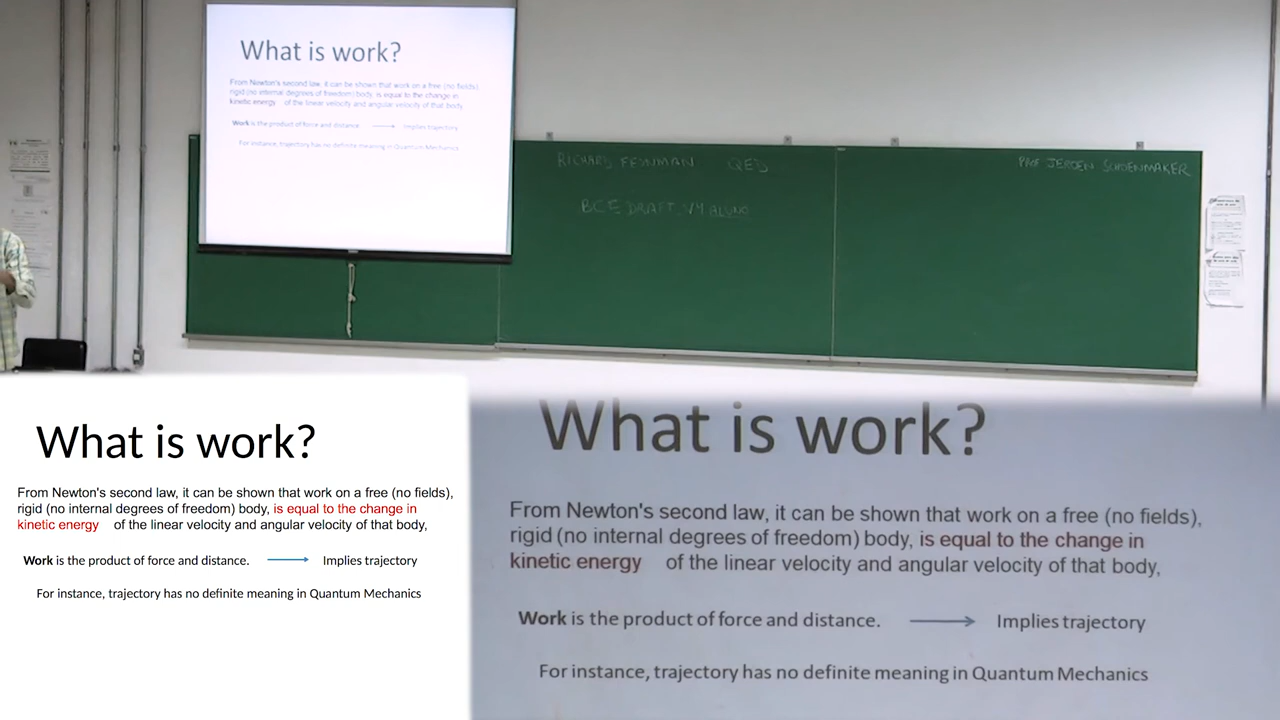 What is work?
From Newton's second law, it can be shown that work on a free (no fields),
rigid (no internal degrees of freedom) body, is equal to the change in
kinetic energy of the linear velocity and angular velocity of that body,
Work is the product of force and distance. → Implies trajectory
For instance, trajectory has no definite meaning in Quantum Mechanics
RICHARD FEYNMAN QED
PROF JEROEN SCHOENMAKER
DRAFT
ALUNO
What is work?
From Newton's second law, it can be shown that work on a free (no fields),
rigid (no internal degrees of freedom) body, is equal to the change in
kinetic energy of the linear velocity and angular velocity of that body,
Work is the product of force and distance. → Implies trajectory
For instance, trajectory has no definite meaning in Quantum Mechanics
What is work?
From Newton's second law, it can be shown that work on a free (no fields),
rigid (no internal degrees of freedom) body, is equal to the change in
kinetic energy of the linear velocity and angular velocity of that body,
Work is the product of force and distance. → Implies trajectory
For instance, trajectory has no definite meaning in Quantum Mechanics